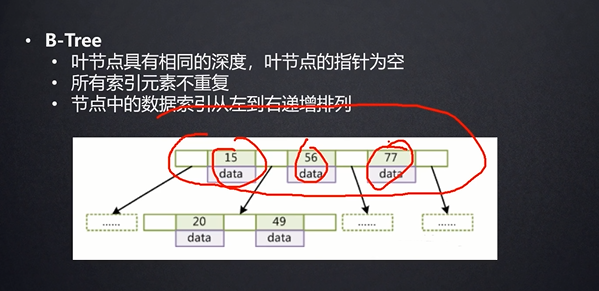 • B-Tree
• 叶节点具有相同的深度，叶节点的指针为空
• 所有索引元素不重复
• 节点中的数据索引从左到右递增排列
15 56 77
data data data
...... 20 49 ...... ......
data data